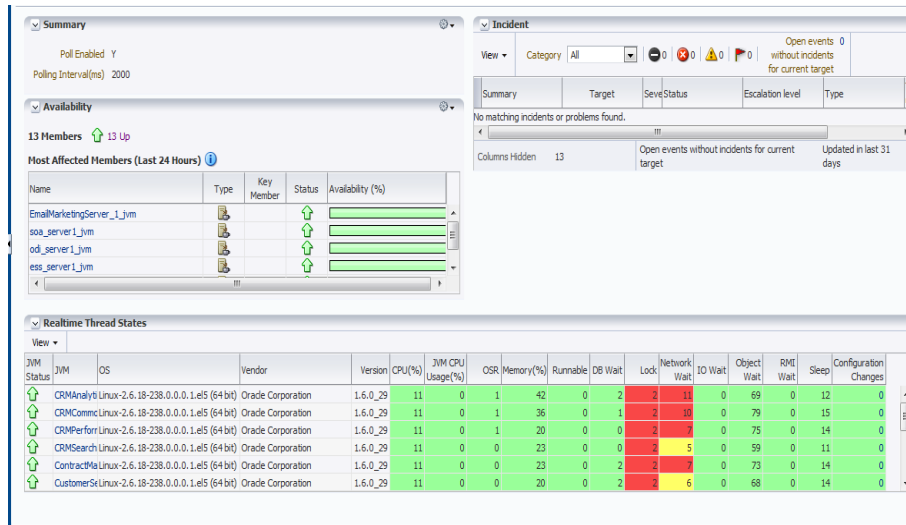 Summary
Poll Enabled Y
Polling Interval(ms) 2000
Availability
13 Members 13 Up
Most Affected Members (Last 24 Hours)
Name Type Key Member Status Availability (%)
EmailMarketingServer_1_jvm
soa_server1_jvm
odi_server1_jvm
ess_server1_jvm
Incident
View Category All 0 0 0 0 Open events without incidents for current target 0
Summary Target Seve Status Escalation level Type
No matching incidents or problems found.
Columns Hidden 13 Open events without incidents for current target Updated in last 31 days
Realtime Thread States
View
JVM Status JVM OS Vendor Version CPU(%) JVM CPU Usage(%) OSR Memory(%) Runnable DB Wait Lock Network Wait IO Wait Object Wait RMI Wait Sleep Configuration Changes
CRMAnalyti Linux-2.6.18-238.0.0.0.1.el5 (64 bit) Oracle Corporation 1.6.0_29 11 0 1 42 0 2 2 11 0 69 0 12 0
CRMCommo Linux-2.6.18-238.0.0.0.1.el5 (64 bit) Oracle Corporation 1.6.0_29 11 0 1 36 0 1 2 10 0 79 0 15 0
CRMPerforr Linux-2.6.18-238.0.0.0.1.el5 (64 bit) Oracle Corporation 1.6.0_29 11 0 1 20 0 0 2 7 0 75 0 14 0
CRMSearch Linux-2.6.18-238.0.0.0.1.el5 (64 bit) Oracle Corporation 1.6.0_29 11 0 0 23 0 0 2 5 0 59 0 11 0
ContractMa Linux-2.6.18-238.0.0.0.1.el5 (64 bit) Oracle Corporation 1.6.0_29 11 0 0 23 0 2 2 7 0 73 0 14 0
CustomerSe Linux-2.6.18-238.0.0.0.1.el5 (64 bit) Oracle Corporation 1.6.0_29 11 0 0 20 0 2 2 6 0 68 0 14 0